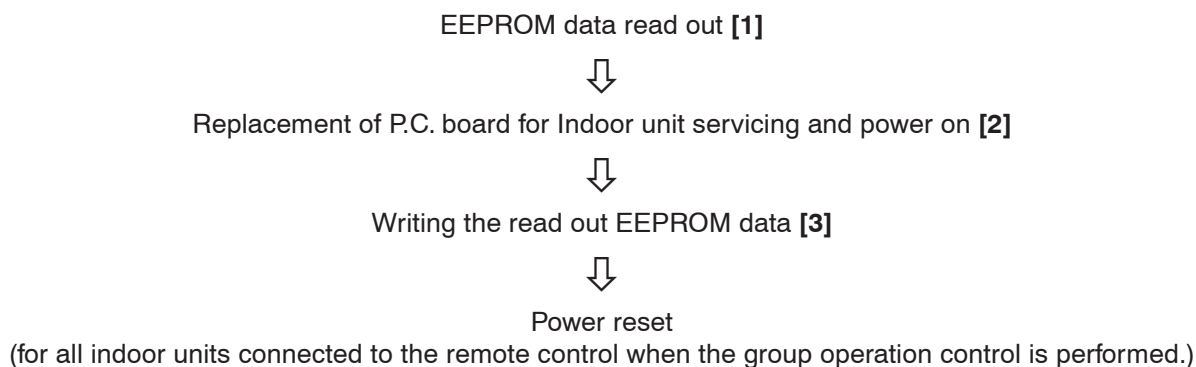 EEPROM data read out [1]
Replacement of P.C. board for Indoor unit servicing and power on [2]
Writing the read out EEPROM data [3]
Power reset
(for all indoor units connected to the remote control when the group operation control is performed.)